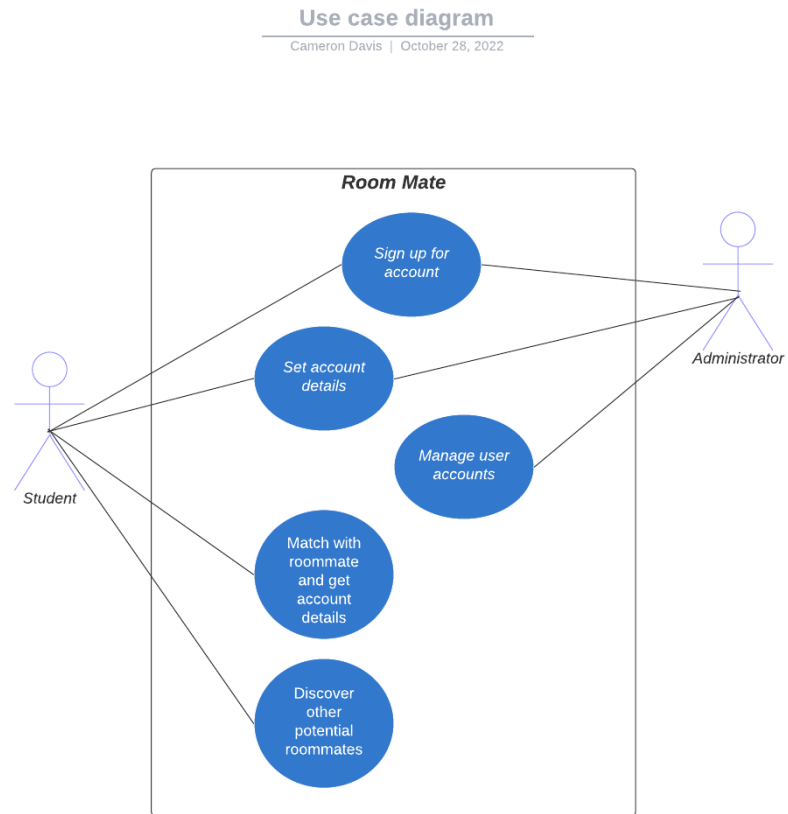 Use case diagram
Cameron Davis | October 28, 2022
Room Mate
Sign up for
account
Set account
details
Administrator
Manage user
accounts
Student
Match with
roommate
and get
account
details
Discover
other
potential
roommates